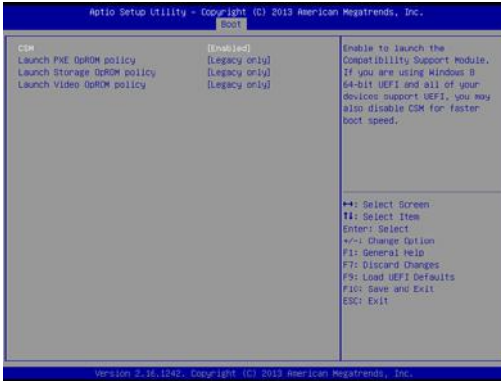 Aptio Setup Utility - Copyright (C) 2013 American Megatrends, Inc.
Boot
CSM [Enabled]
Launch PXE OpROM policy [Legacy only]
Launch Storage OpROM policy [Legacy only]
Launch Video OpROM policy [Legacy only]
Enable to launch the
Compatibility Support Module.
If you are using Windows 8
64-bit UEFI and all of your
devices support UEFI, you may
also disable CSM for faster
boot speed.
↔: Select Screen
↑↓: Select Item
Enter: Select
+/-: Change Option
F1: General Help
F7: Discard Changes
F9: Load UEFI Defaults
F10: Save and Exit
ESC: Exit
Version 2.16.1242. Copyright (C) 2013 American Megatrends, Inc.